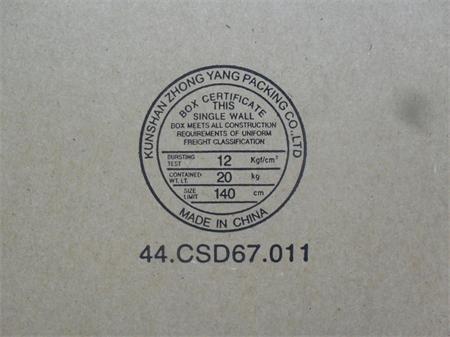 KUNSHAN ZHONG YANG PACKING CO.,LTD
BOX CERTIFICATE
THIS
SINGLE WALL
BOX MEETS ALL CONSTRUCTION
REQUIREMENTS OF UNIFORM
FREIGHT CLASSIFICATION
BURSTING TEST 12 Kgf/cm²
CONTAINED WT. LT. 20 kg
SIZE LIMIT 140 cm
MADE IN CHINA
44.CSD67.011